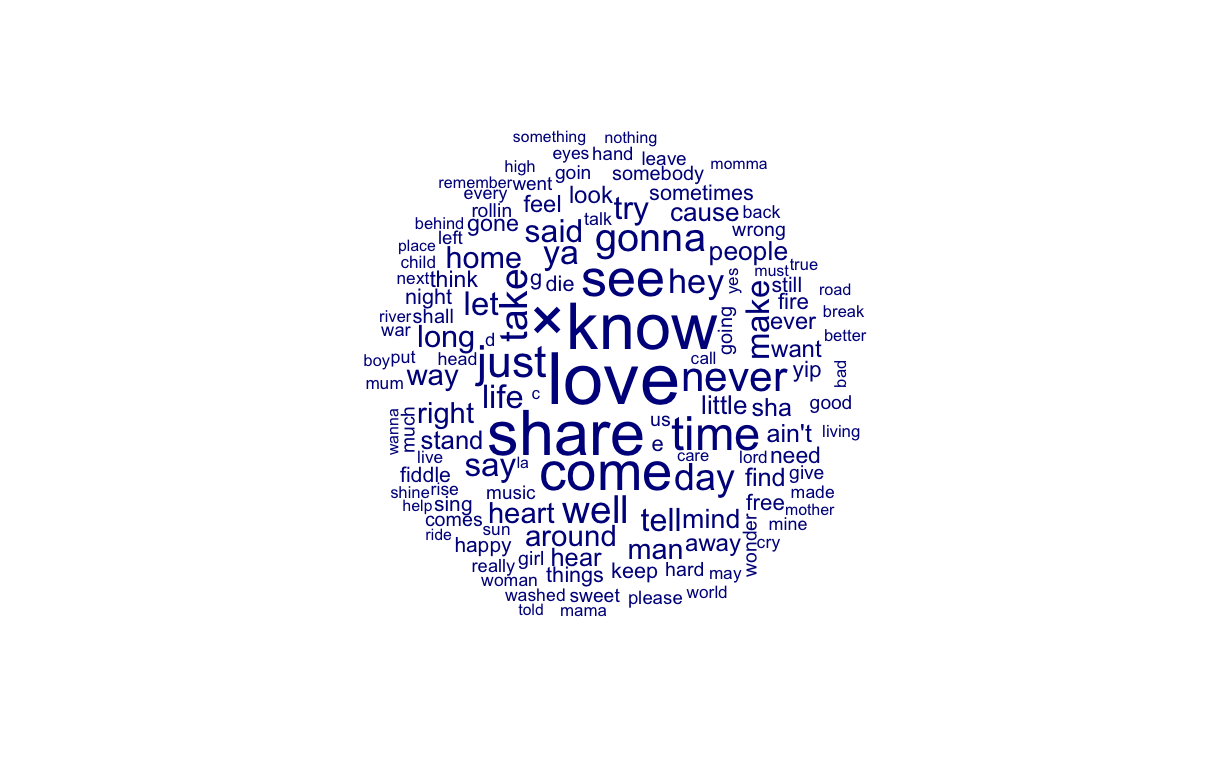 something nothing
eyes hand leave
high goin somebody momma
remember went
every feel look try sometimes
rollin talk cause back
behind gone said gonna wrong
left
place home ya people
child
next think g die see hey yes must true
night let take make still road
fire
river shall × know going ever break
war long d better
boy put head just call want
mum way love never yip bad
life c little sha good
wanna much right share us time ain't living
stand e
live say la come care lord need
fiddle day find give
shine rise music made
help sing heart well free mother
comes sun tell mind wonder mine
ride around
happy girl hear man away cry
really things keep hard may
woman
washed sweet please world
told mama